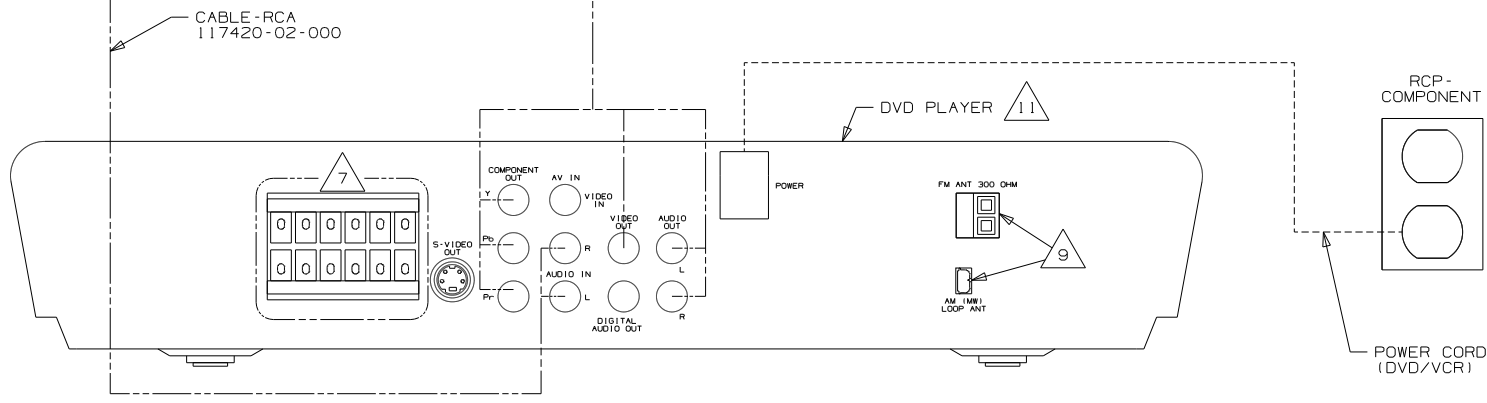 CABLE-RCA
117420-02-000
RCP-
COMPONENT
DVD PLAYER 11
7
COMPONENT
OUT
AV IN
Y
VIDEO
IN
POWER
FM ANT 300 OHM
VIDEO
OUT
AUDIO
OUT
S-VIDEO
OUT
Pb
R
L
9
AUDIO IN
Pr
L
R
DIGITAL
AUDIO OUT
AM (MW)
LOOP ANT
POWER CORD
(DVD/VCR)